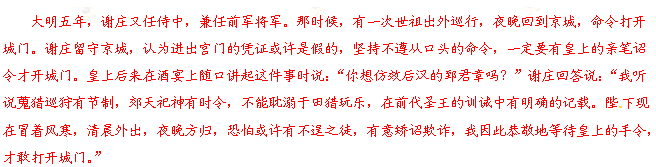 大明五年，谢庄又任侍中，兼任前军将军。那时候，有一次世祖出外巡行，夜晚回到京城，命令打开
城门。谢庄留守京城，认为进出宫门的凭证或许是假的，坚持不遵从口头的命令，一定要有皇上的亲笔诏
令才开城门。皇上后来在酒宴上随口讲起这件事时说：“你想仿效后汉的郅君章吗？”谢庄回答说：“我听
说蒐猎巡狩有节制，郊天祀神有时令，不能耽溺于田猎玩乐，在前代圣王的训诫中有明确的记载。陛下现
在冒着风寒，清晨外出，夜晚方归，恐怕或许有不逞之徒，有意矫诏欺诈，我因此恭敬地等待皇上的手令，
才敢打开城门。”